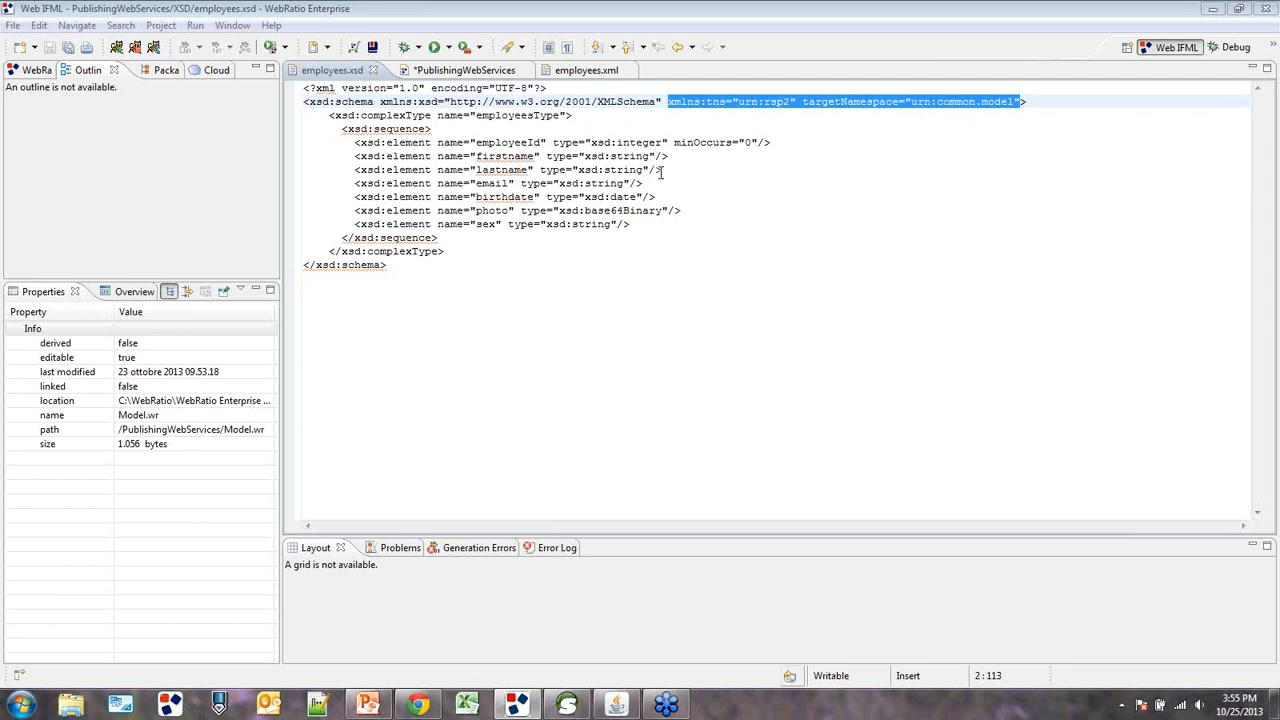 Web IFML - PublishingWebServices/XSD/employees.xsd - WebRatio Enterprise
File Edit Navigate Search Project Run Window Help
Web IFML Debug
WebRa Outlin Packa Cloud
employees.xsd *PublishingWebServices employees.xml
An outline is not available.
<?xml version="1.0" encoding="UTF-8"?>
<xsd:schema xmlns:xsd="http://www.w3.org/2001/XMLSchema" xmlns:tns="urn:rsp2" targetNamespace="urn:common.model">
<xsd:complexType name="employeesType">
<xsd:sequence>
<xsd:element name="employeeId" type="xsd:integer" minOccurs="0"/>
<xsd:element name="firstname" type="xsd:string"/>
<xsd:element name="lastname" type="xsd:string"/>
<xsd:element name="email" type="xsd:string"/>
<xsd:element name="birthdate" type="xsd:date"/>
<xsd:element name="photo" type="xsd:base64Binary"/>
<xsd:element name="sex" type="xsd:string"/>
</xsd:sequence>
</xsd:complexType>
</xsd:schema>
Properties Overview
Property Value
Info
derived false
editable true
last modified 23 ottobre 2013 09.53.18
linked false
location C:\WebRatio\WebRatio Enterprise ...
name Model.wr
path /PublishingWebServices/Model.wr
size 1.056 bytes
Layout Problems Generation Errors Error Log
A grid is not available.
Writable Insert 2 : 113
3:55 PM
10/25/2013